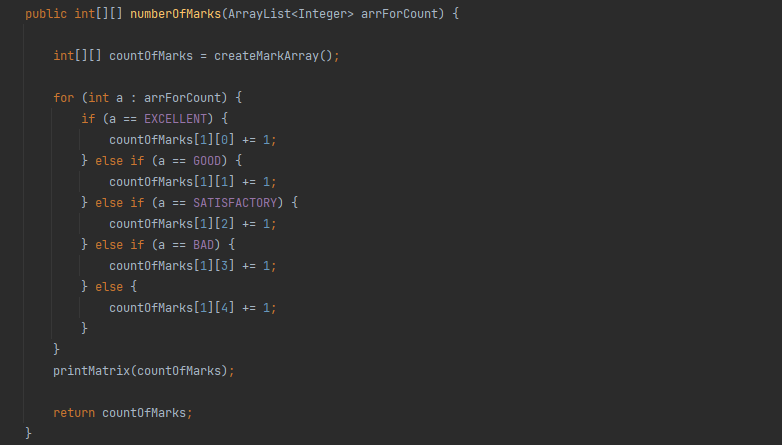 public int[][] numberOfMarks(ArrayList<Integer> arrForCount) {
int[][] countOfMarks = createMarkArray();
for (int a : arrForCount) {
if (a == EXCELLENT) {
countOfMarks[1][0] += 1;
} else if (a == GOOD) {
countOfMarks[1][1] += 1;
} else if (a == SATISFACTORY) {
countOfMarks[1][2] += 1;
} else if (a == BAD) {
countOfMarks[1][3] += 1;
} else {
countOfMarks[1][4] += 1;
}
}
printMatrix(countOfMarks);
return countOfMarks;
}